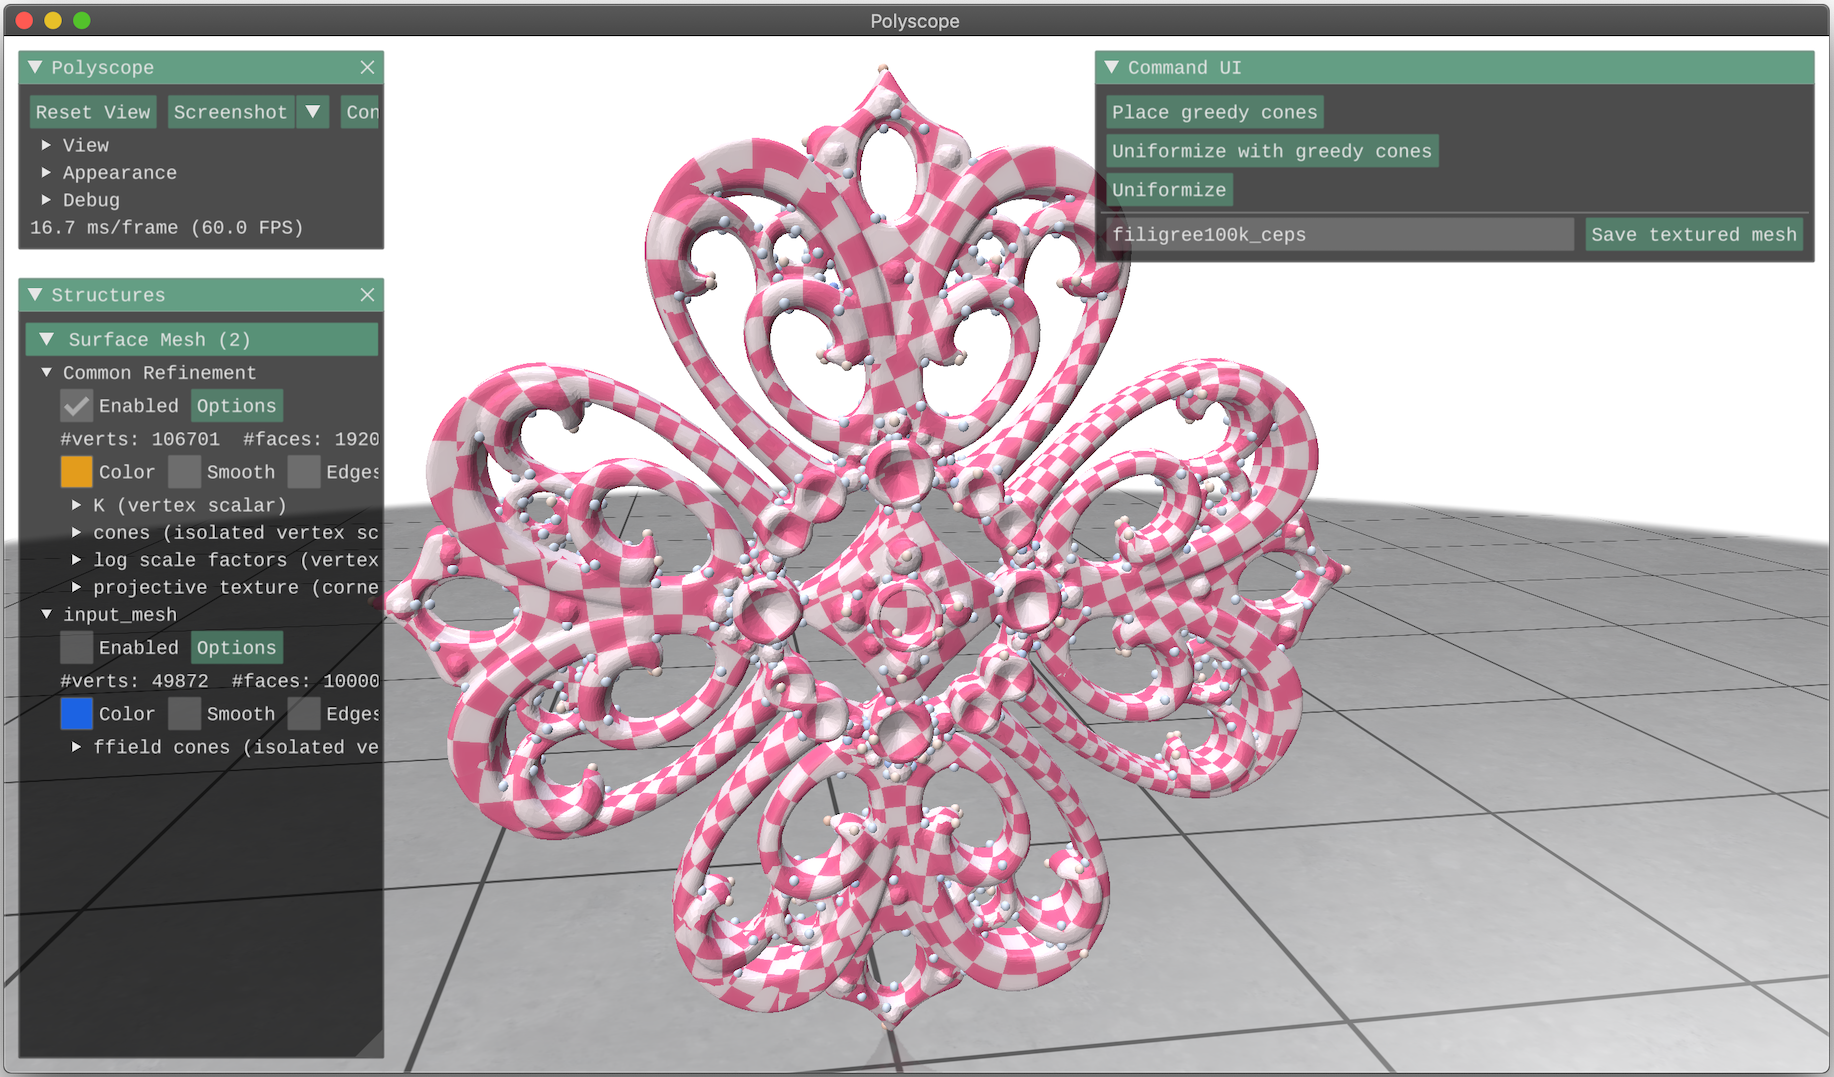 Polyscope
Polyscope
Reset View Screenshot Con
View
Appearance
Debug
16.7 ms/frame (60.0 FPS)
Structures
Surface Mesh (2)
Common Refinement
Enabled Options
#verts: 106701 #faces: 1920
Color Smooth Edges
K (vertex scalar)
cones (isolated vertex sc
log scale factors (vertex
projective texture (corne
input_mesh
Enabled Options
#verts: 49872 #faces: 10000
Color Smooth Edges
ffield cones (isolated ve
Command UI
Place greedy cones
Uniformize with greedy cones
Uniformize
filigree100k_ceps Save textured mesh